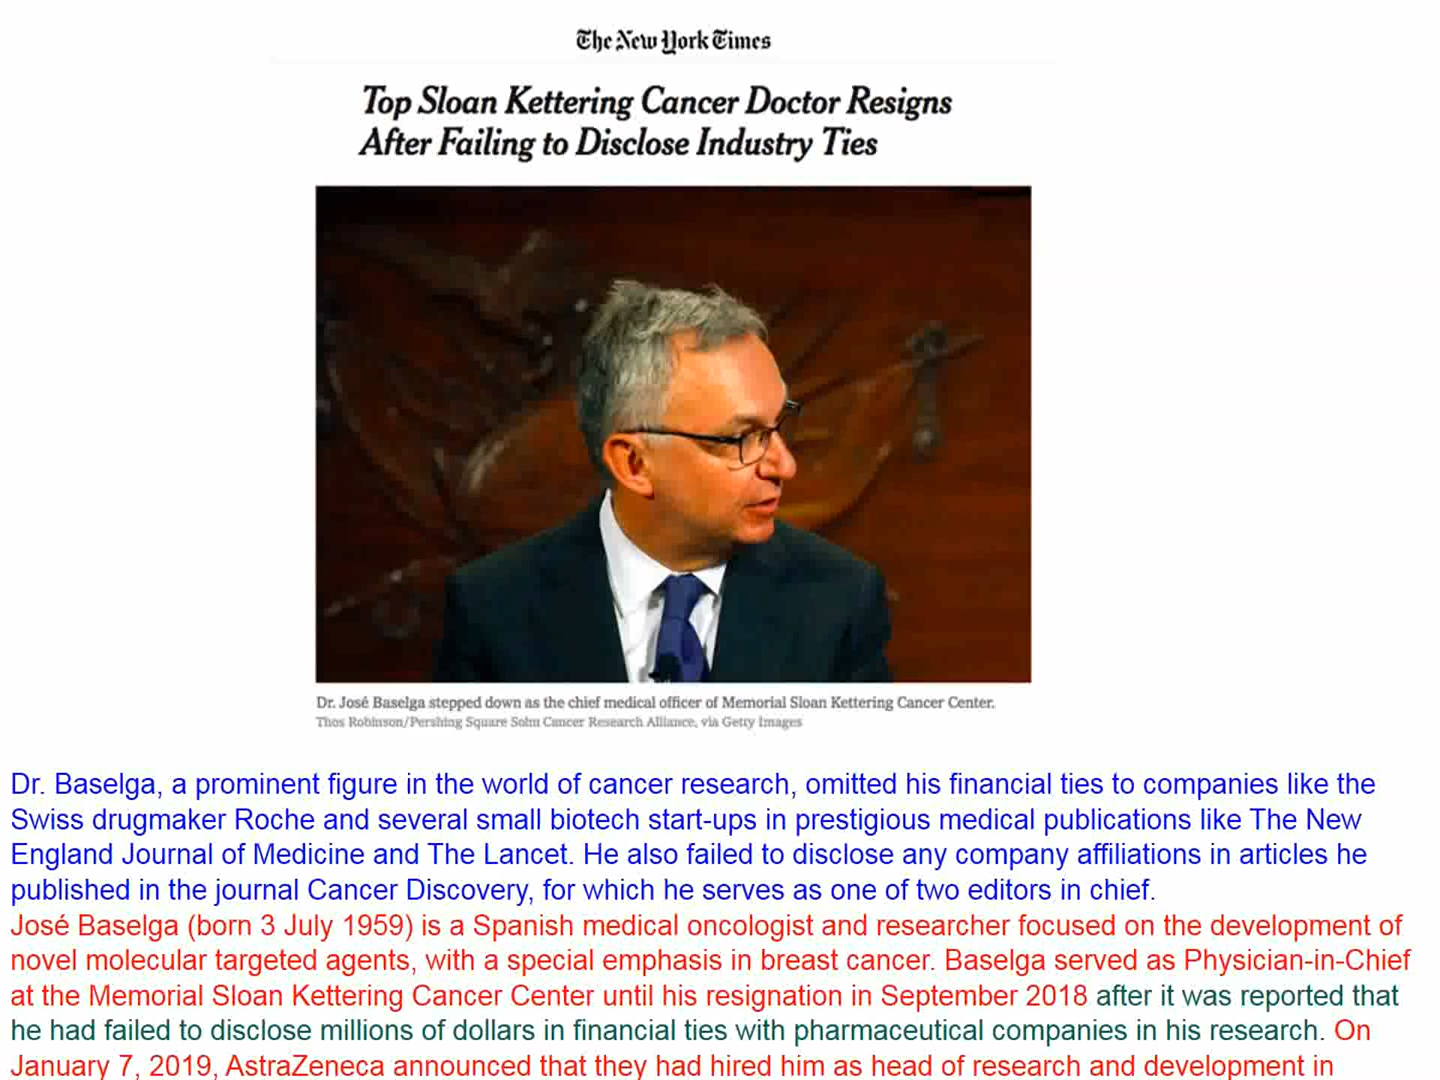 The New York Times
Top Sloan Kettering Cancer Doctor Resigns
After Failing to Disclose Industry Ties
Dr. José Baselga stepped down as the chief medical officer of Memorial Sloan Kettering Cancer Center.
Thos Robinson/Pershing Square Sohn Cancer Research Alliance, via Getty Images
Dr. Baselga, a prominent figure in the world of cancer research, omitted his financial ties to companies like the
Swiss drugmaker Roche and several small biotech start-ups in prestigious medical publications like The New
England Journal of Medicine and The Lancet. He also failed to disclose any company affiliations in articles he
published in the journal Cancer Discovery, for which he serves as one of two editors in chief.
José Baselga (born 3 July 1959) is a Spanish medical oncologist and researcher focused on the development of
novel molecular targeted agents, with a special emphasis in breast cancer. Baselga served as Physician-in-Chief
at the Memorial Sloan Kettering Cancer Center until his resignation in September 2018 after it was reported that
he had failed to disclose millions of dollars in financial ties with pharmaceutical companies in his research. On
January 7, 2019, AstraZeneca announced that they had hired him as head of research and development in